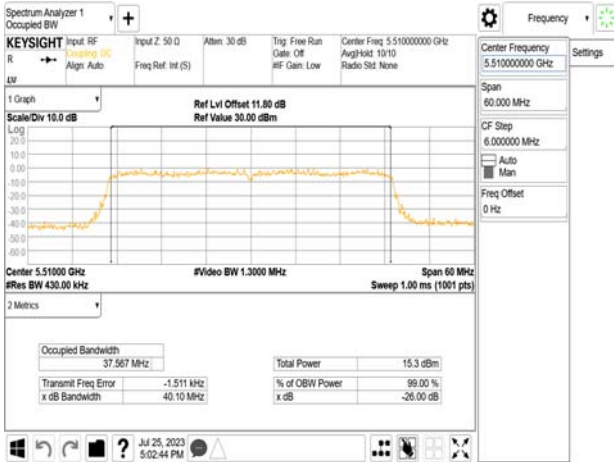 Spectrum Analyzer 1
Occupied BW
Frequency
KEYSIGHT Input: RF Input Z: 50 Ω Atten: 30 dB Trig: Free Run Center Freq: 5.510000000 GHz
R Coupling: DC Gate: Off Avg|Hold: 10/10
Align: Auto Freq Ref: Int (S) #IF Gain: Low Radio Std: None
Center Frequency
5.510000000 GHz
Settings
Span
60.000 MHz
CF Step
6.000000 MHz
Auto
Man
Freq Offset
0 Hz
1 Graph
Ref Lvl Offset 11.80 dB
Scale/Div 10.0 dB Ref Value 30.00 dBm
Log
20.0
10.0
0.00
-10.0
-20.0
-30.0
-40.0
-50.0
-60.0
Center 5.51000 GHz #Video BW 1.3000 MHz Span 60 MHz
#Res BW 430.00 kHz Sweep 1.00 ms (1001 pts)
2 Metrics
Occupied Bandwidth
37.567 MHz Total Power 15.3 dBm
Transmit Freq Error -1.511 kHz % of OBW Power 99.00 %
x dB Bandwidth 40.10 MHz x dB -26.00 dB
Jul 25, 2023
5:02:44 PM